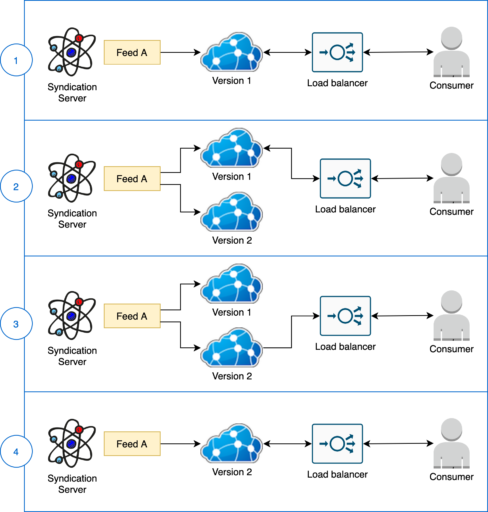 1
Syndication
Server
Feed A
Version 1
Load balancer
Consumer
2
Syndication
Server
Feed A
Version 1
Version 2
Load balancer
Consumer
3
Syndication
Server
Feed A
Version 1
Version 2
Load balancer
Consumer
4
Syndication
Server
Feed A
Version 2
Load balancer
Consumer